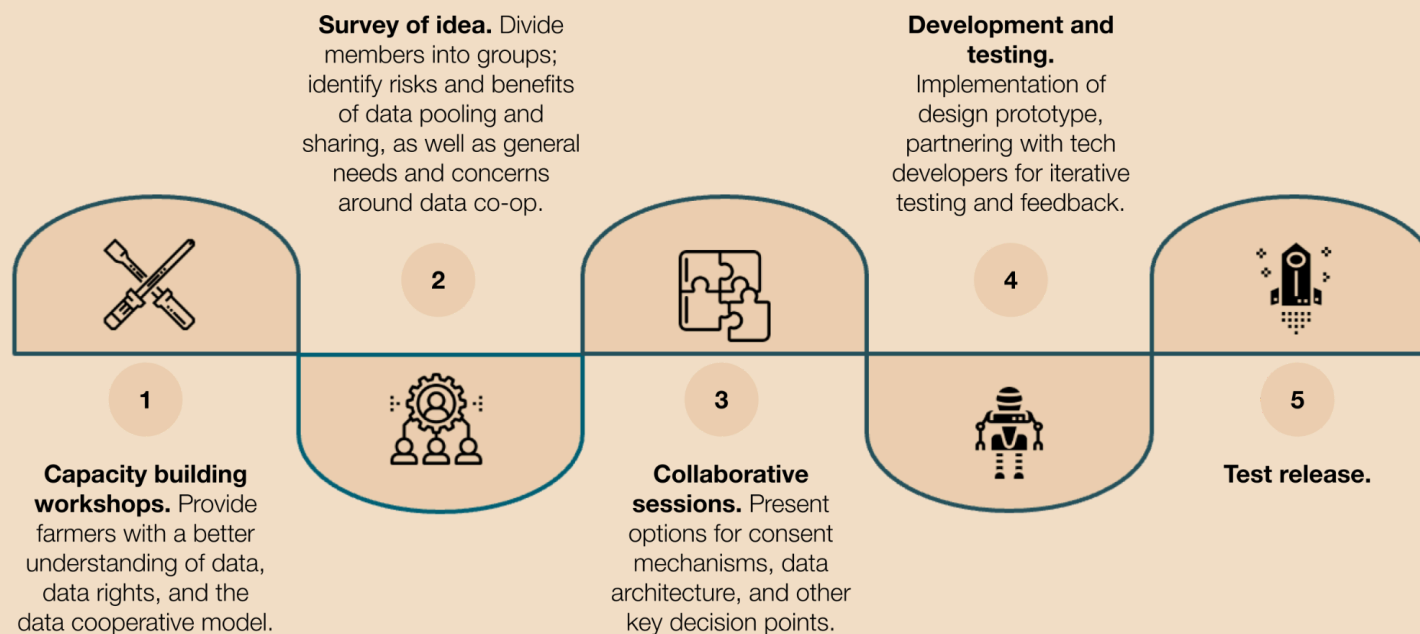 1
Capacity building
workshops. Provide
farmers with a better
understanding of data,
data rights, and the
data cooperative model.
Survey of idea. Divide
members into groups;
identify risks and benefits
of data pooling and
sharing, as well as general
needs and concerns
around data co-op.
2
3
Collaborative
sessions. Present
options for consent
mechanisms, data
architecture, and other
key decision points.
Development and
testing.
Implementation of
design prototype,
partnering with tech
developers for iterative
testing and feedback.
4
5
Test release.